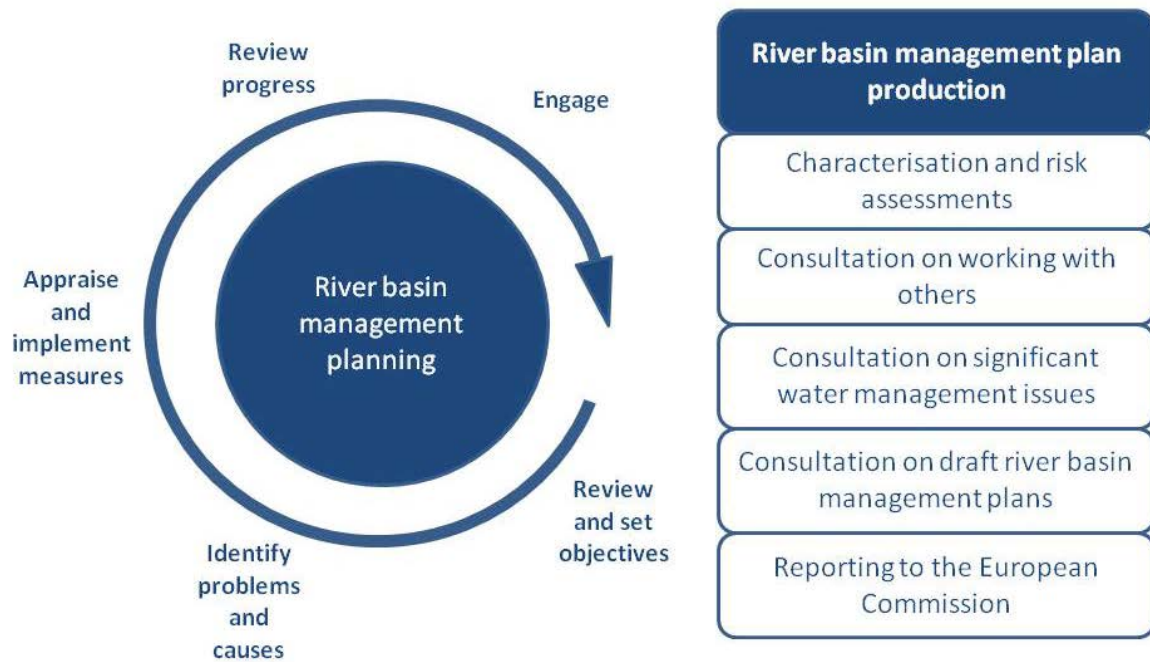 Review
progress
Engage
Appraise
and
implement
measures
River basin
management
planning
Review
and set
objectives
Identify
problems
and
causes
River basin management plan
production
Characterisation and risk
assessments
Consultation on working with
others
Consultation on significant
water management issues
Consultation on draft river basin
management plans
Reporting to the European
Commission